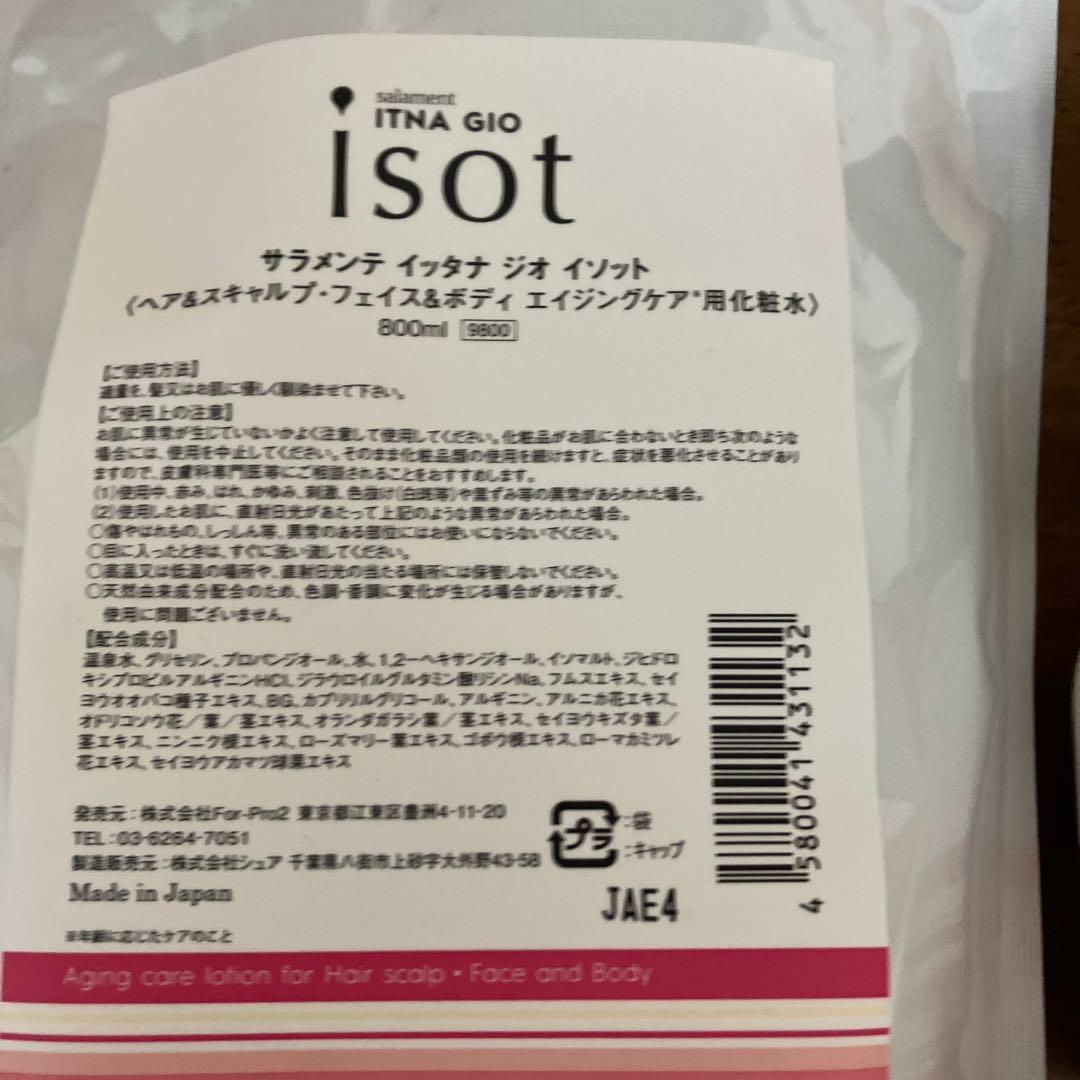 salament
ITNA GIO
isot
サラメンテ イッタナ ジオ イソット
〈ヘア&スキャルプ・フェイス&ボディ エイジングケア*用化粧水〉
800ml 9800
【ご使用方法】
適量を、髪又はお肌に優しく馴染ませて下さい。
【ご使用上の注意】
お肌に異常が生じていないかよく注意して使用してください。化粧品がお肌に合わないとき即ち次のような
場合には、使用を中止してください。そのまま化粧品類の使用を続けますと、症状を悪化させることがあり
ますので、皮膚科専門医等にご相談されることをおすすめします。
(1)使用中、赤み、はれ、かゆみ、刺激、色抜け(白斑等)や黒ずみ等の異常があらわれた場合。
(2)使用したお肌に、直射日光があたって上記のような異常があらわれた場合。
○傷やはれもの、しっしん等、異常のある部位にはお使いにならないでください。
○目に入ったときは、すぐに洗い流してください。
○高温又は低温の場所や、直射日光の当たる場所には保管しないでください。
○天然由来成分配合のため、色調・香調に変化が生じる場合がありますが、
使用に問題ございません。
【配合成分】
温泉水、グリセリン、プロパンジオール、水、1,2-ヘキサンジオール、イソマルト、ジヒドロ
キシプロピルアルギニンHCl、ジラウロイルグルタミン酸リシンNa、フムスエキス、セイ
ヨウオオバコ種子エキス、BG、カプリリルグリコール、アルギニン、アルニカ花エキス、
オドリコソウ花/葉/茎エキス、オランダガラシ葉/茎エキス、セイヨウキズタ葉/
茎エキス、ニンニク根エキス、ローズマリー葉エキス、ゴボウ根エキス、ローマカミツレ
花エキス、セイヨウアカマツ球果エキス
発売元:株式会社For-Pro2 東京都江東区豊洲4-11-20
TEL:03-6264-7051
製造販売元:株式会社シュア 千葉県八街市上砂字大外野43-58
Made in Japan
プラ
:袋
:キャップ
JAE4
4 580041 431132
※年齢に応じたケアのこと
Aging care lotion for Hair scalp・Face and Body